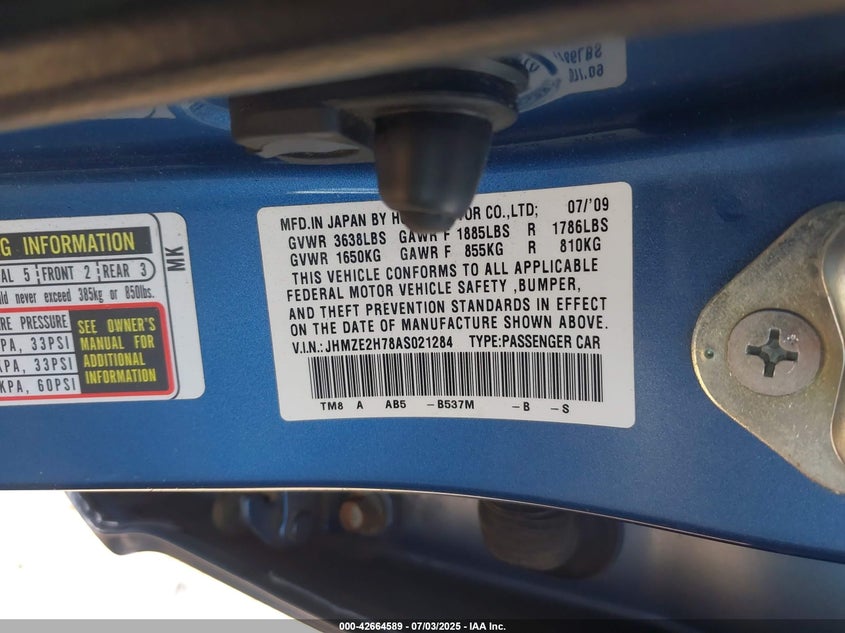 /66LBS
07/.09
MFD.IN JAPAN BY H OR CO.,LTD; 07/'09
GVWR 3638LBS GAWR F 1885LBS R 1786LBS
GVWR 1650KG GAWR F 855KG R 810KG
THIS VEHICLE CONFORMS TO ALL APPLICABLE
FEDERAL MOTOR VEHICLE SAFETY ,BUMPER,
AND THEFT PREVENTION STANDARDS IN EFFECT
ON THE DATE OF MANUFACTURE SHOWN ABOVE.
V.I.N.: JHMZE2H78AS021284 TYPE:PASSENGER CAR
TM8 A AB5 -B537M -B -S
G INFORMATION
AL 5 FRONT 2 REAR 3
uld never exceed 385kg or 850lbs.
MK
RE PRESSURE
PA, 33PSI
PA, 33PSI
KPA, 60PSI
SEE OWNER'S
MANUAL FOR
ADDITIONAL
INFORMATION
000-42664589 - 07/03/2025 - IAA Inc.